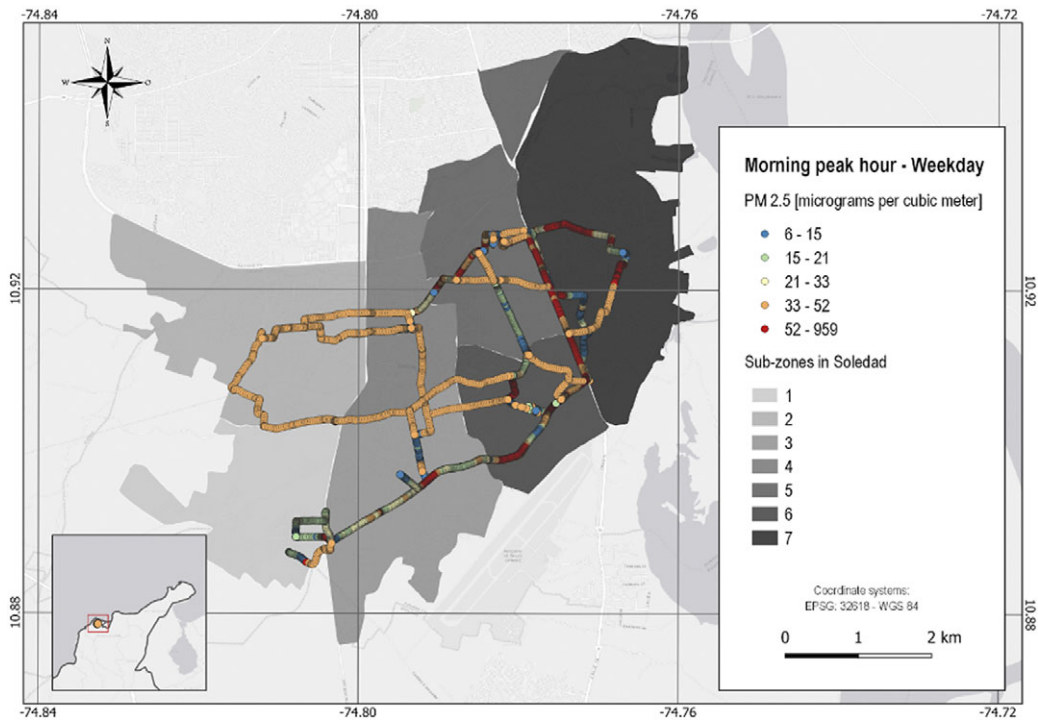 -74.84
-74.80
-74.76
-74.72
N
W
O
S
Morning peak hour - Weekday
PM 2.5 [micrograms per cubic meter]
6 - 15
15 - 21
21 - 33
33 - 52
52 - 959
Sub-zones in Soledad
1
2
3
4
5
6
7
Coordinate systems:
EPSG: 32618 - WGS 84
0 1 2 km
10.92
10.92
10.88
10.88
-74.84
-74.80
-74.76
-74.72